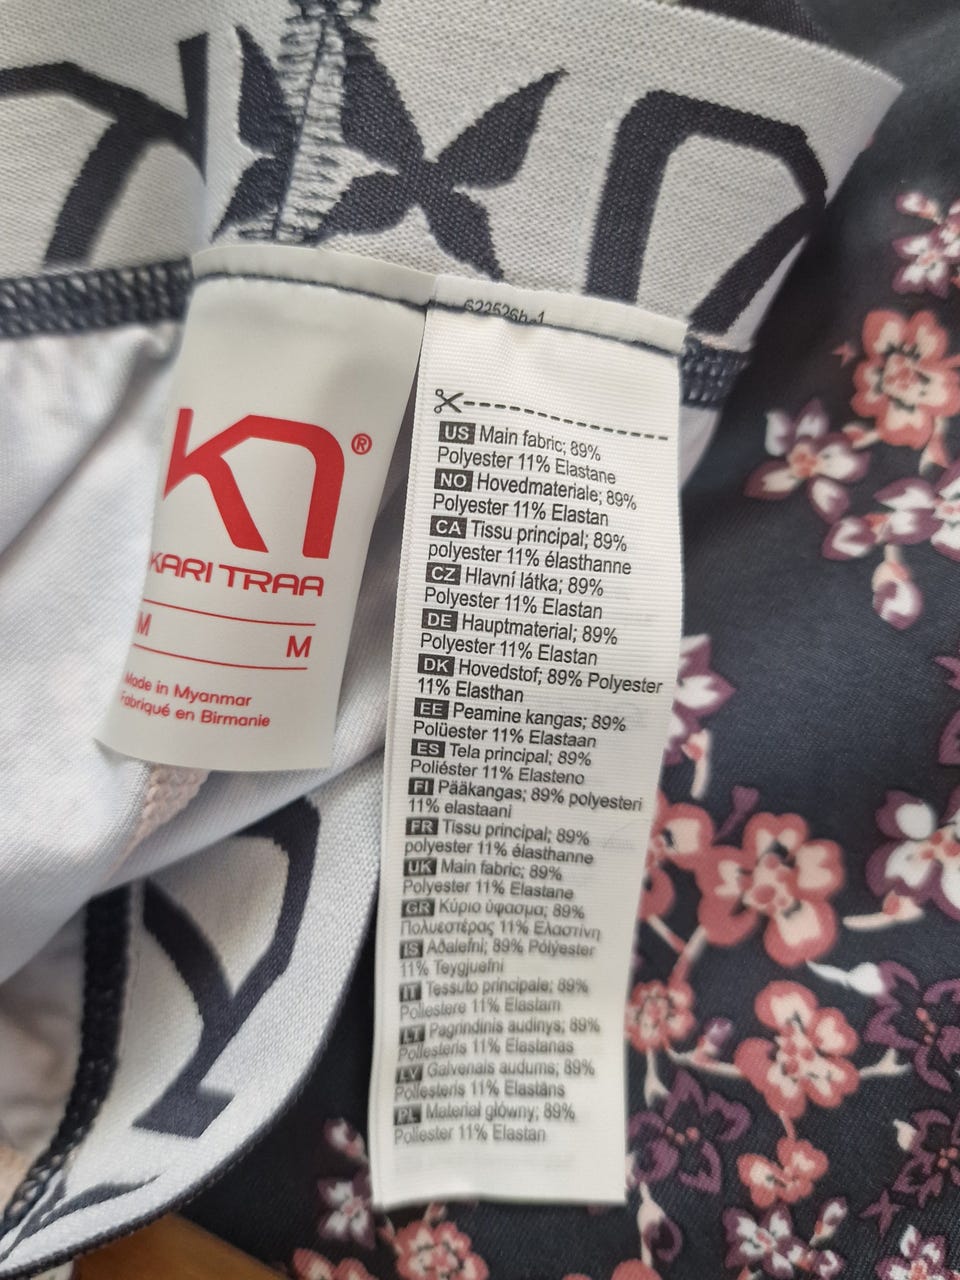 KARI TRAA
®
M
M
Made in Myanmar
Fabriqué en Birmanie
622526b-1
US Main fabric; 89%
Polyester 11% Elastane
NO Hovedmateriale; 89%
Polyester 11% Elastan
CA Tissu principal; 89%
polyester 11% élasthanne
CZ Hlavní látka; 89%
Polyester 11% Elastan
DE Hauptmaterial; 89%
Polyester 11% Elastan
DK Hovedstof; 89% Polyester
11% Elasthan
EE Peamine kangas; 89%
Polüester 11% Elastaan
ES Tela principal; 89%
Poliéster 11% Elasteno
FI Pääkangas; 89% polyesteri
11% elastaani
FR Tissu principal; 89%
polyester 11% élasthanne
UK Main fabric; 89%
Polyester 11% Elastane
GR Κύριο ύφασμα; 89%
Πολυεστέρας 11% Ελαστίνη
IS Aðalefni; 89% Pólýester
11% Teygjuefni
IT Tessuto principale; 89%
Poliestere 11% Elastam
LT Pagrindinis audinys; 89%
Poliesteris 11% Elastanas
LV Galvenais audums; 89%
Poliesteris 11% Elastāns
PL Materiał główny; 89%
Poliester 11% Elastan